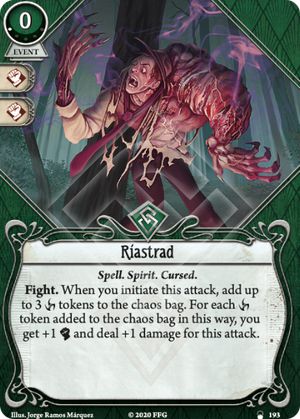 0
EVENT
Ríastrad
Spell. Spirit. Cursed.
Fight. When you initiate this attack, add up
to 3 tokens to the chaos bag. For each
token added to the chaos bag in this way, you
get +1 and deal +1 damage for this attack.
Illus. Jorge Ramos Márquez © 2020 FFG 193